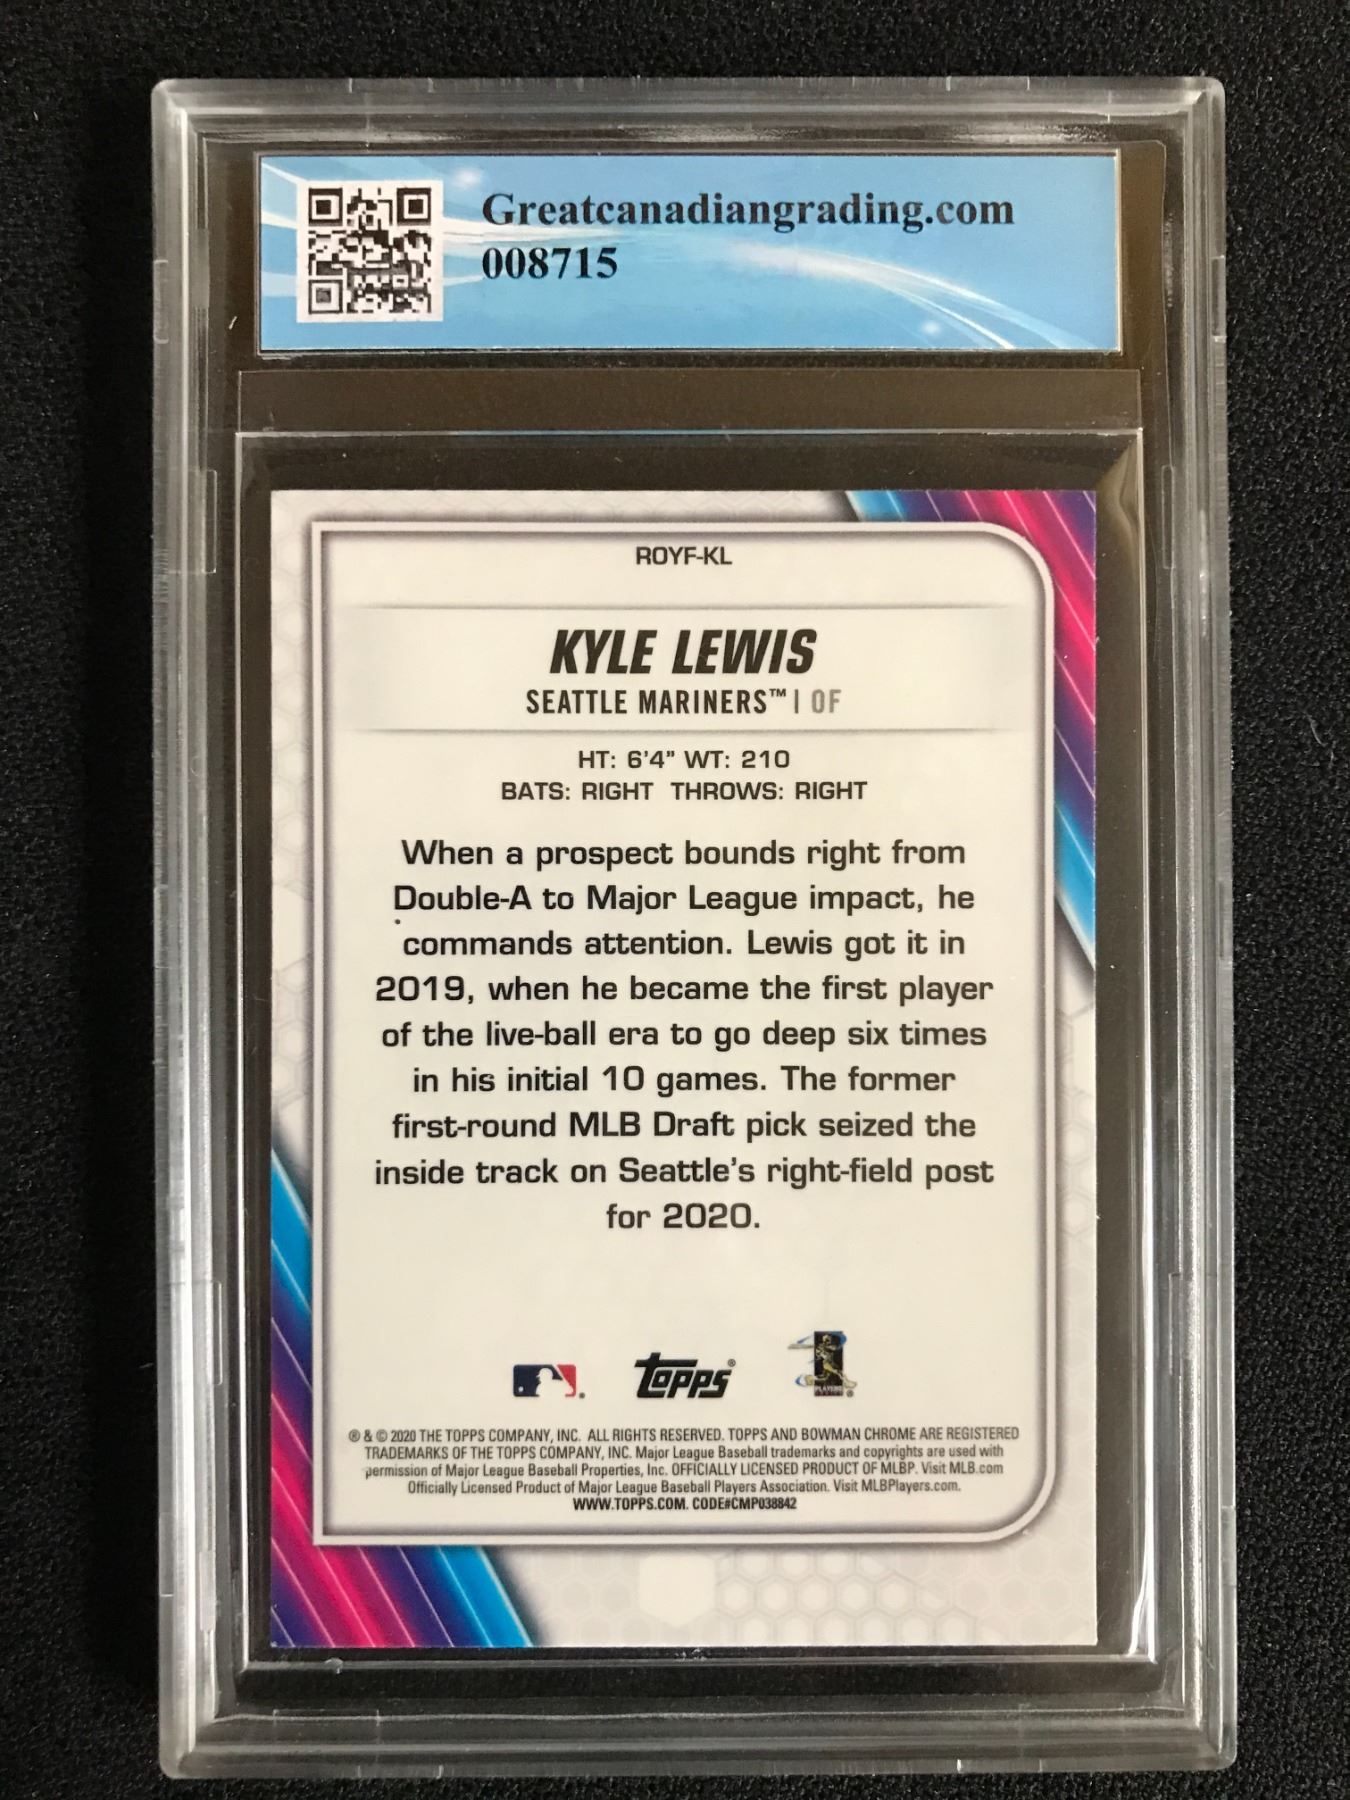 Greatcanadiangrading.com
008715
ROYF-KL
KYLE LEWIS
SEATTLE MARINERS™ | OF
HT: 6'4" WT: 210
BATS: RIGHT THROWS: RIGHT
When a prospect bounds right from
Double-A to Major League impact, he
commands attention. Lewis got it in
2019, when he became the first player
of the live-ball era to go deep six times
in his initial 10 games. The former
first-round MLB Draft pick seized the
inside track on Seattle's right-field post
for 2020.
topps®
PLAYERS
® & © 2020 THE TOPPS COMPANY, INC. ALL RIGHTS RESERVED. TOPPS AND BOWMAN CHROME ARE REGISTERED
TRADEMARKS OF THE TOPPS COMPANY, INC. Major League Baseball trademarks and copyrights are used with
permission of Major League Baseball Properties, Inc. OFFICIALLY LICENSED PRODUCT OF MLBP. Visit MLB.com
Officially Licensed Product of Major League Baseball Players Association. Visit MLBPlayers.com.
WWW.TOPPS.COM. CODE#CMP038842